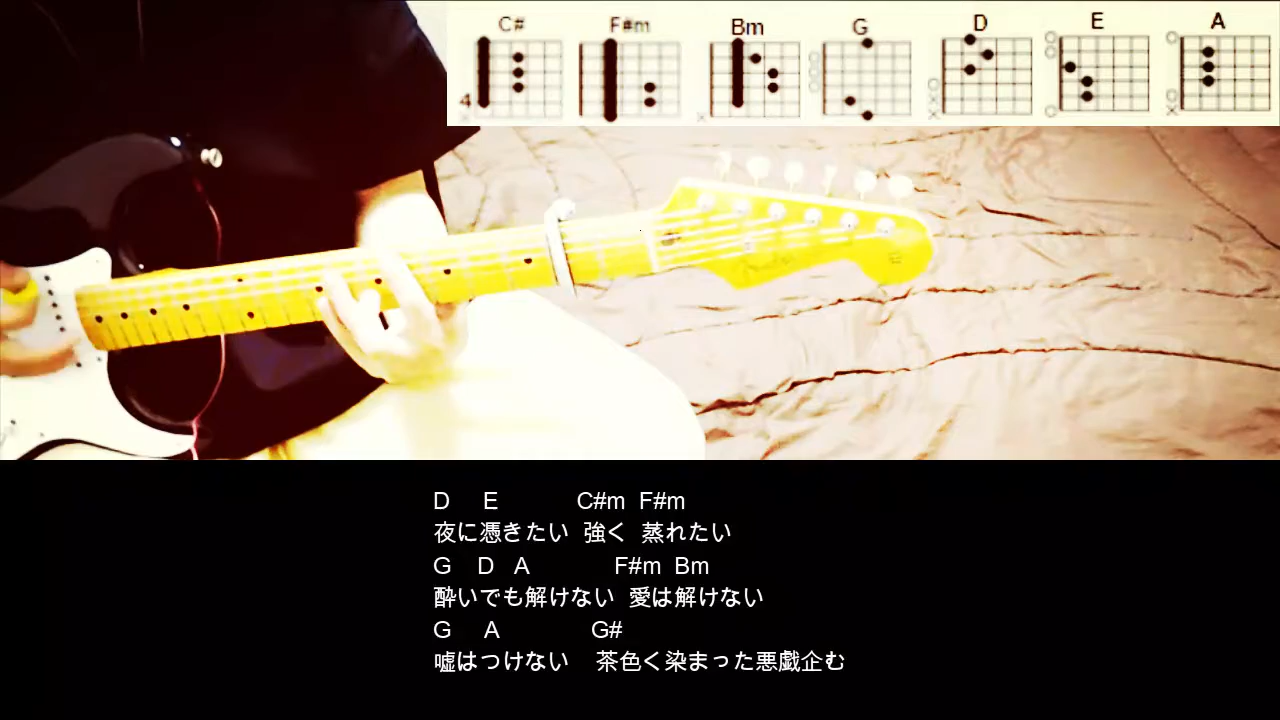 C# F#m Bm G D E A
4
D E C#m F#m
夜に憑きたい 強く 蒸れたい
G D A F#m Bm
酔いでも解けない 愛は解けない
G A G#
嘘はつけない 茶色く染まった悪戯企む